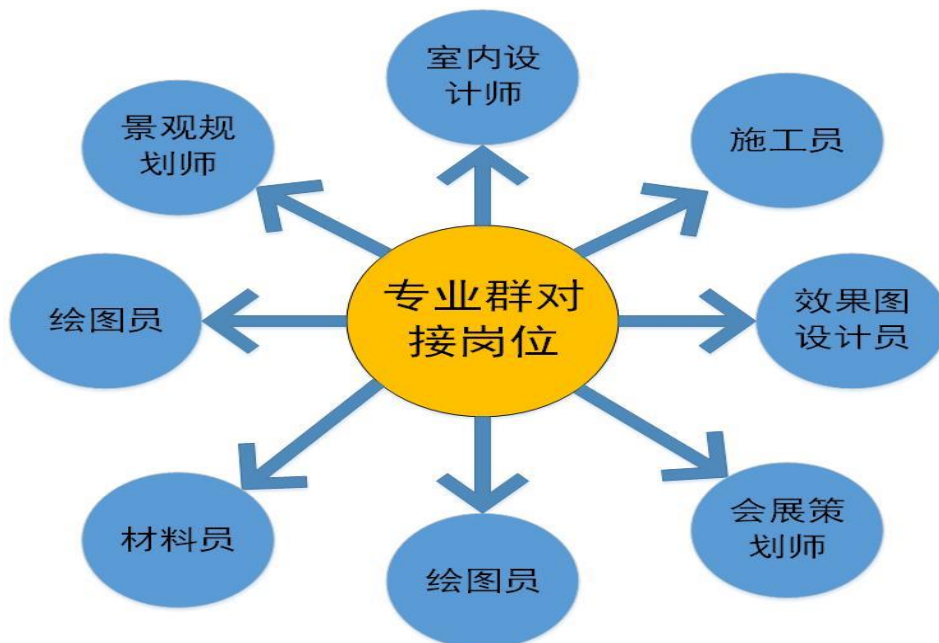 室内设
计师
景观规
划师
施工员
专业群对
接岗位
绘图员
效果图
设计员
材料员
绘图员
会展策
划师